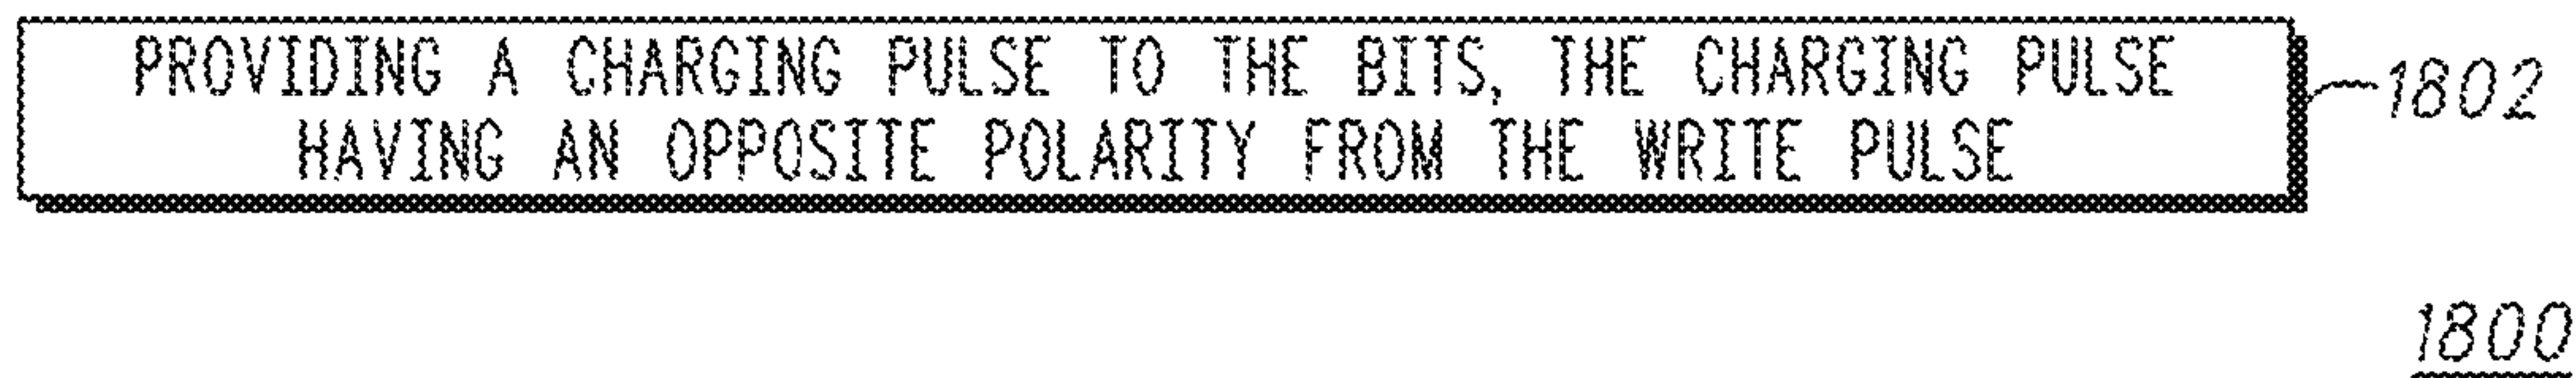 PROVIDING A CHARGING PULSE TO THE BITS, THE CHARGING PULSE
HAVING AN OPPOSITE POLARITY FROM THE WRITE PULSE
1802
1800